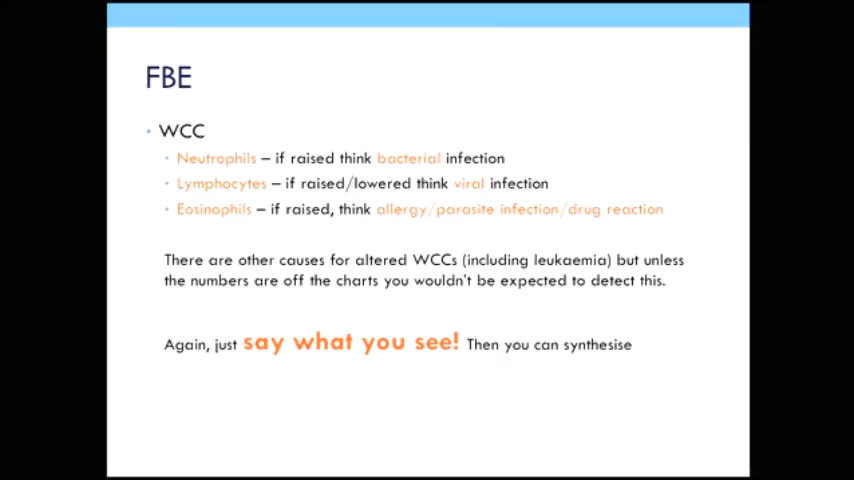 FBE
• WCC
• Neutrophils – if raised think bacterial infection
• Lymphocytes – if raised/lowered think viral infection
• Eosinophils – if raised, think allergy/parasite infection/drug reaction
There are other causes for altered WCCs (including leukaemia) but unless
the numbers are off the charts you wouldn't be expected to detect this.
Again, just say what you see! Then you can synthesise